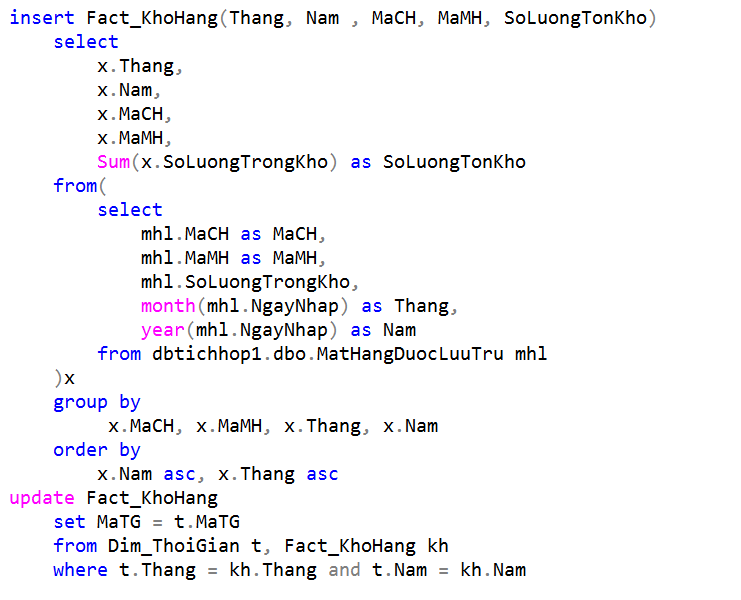 insert Fact_KhoHang(Thang, Nam , MaCH, MaMH, SoLuongTonKho)
    select
        x.Thang,
        x.Nam,
        x.MaCH,
        x.MaMH,
        Sum(x.SoLuongTrongKho) as SoLuongTonKho
    from(
        select
            mhl.MaCH as MaCH,
            mhl.MaMH as MaMH,
            mhl.SoLuongTrongKho,
            month(mhl.NgayNhap) as Thang,
            year(mhl.NgayNhap) as Nam
        from dbtichhop1.dbo.MatHangDuocLuuTru mhl
    )x
    group by
         x.MaCH, x.MaMH, x.Thang, x.Nam
    order by
        x.Nam asc, x.Thang asc
update Fact_KhoHang
    set MaTG = t.MaTG
    from Dim_ThoiGian t, Fact_KhoHang kh
    where t.Thang = kh.Thang and t.Nam = kh.Nam